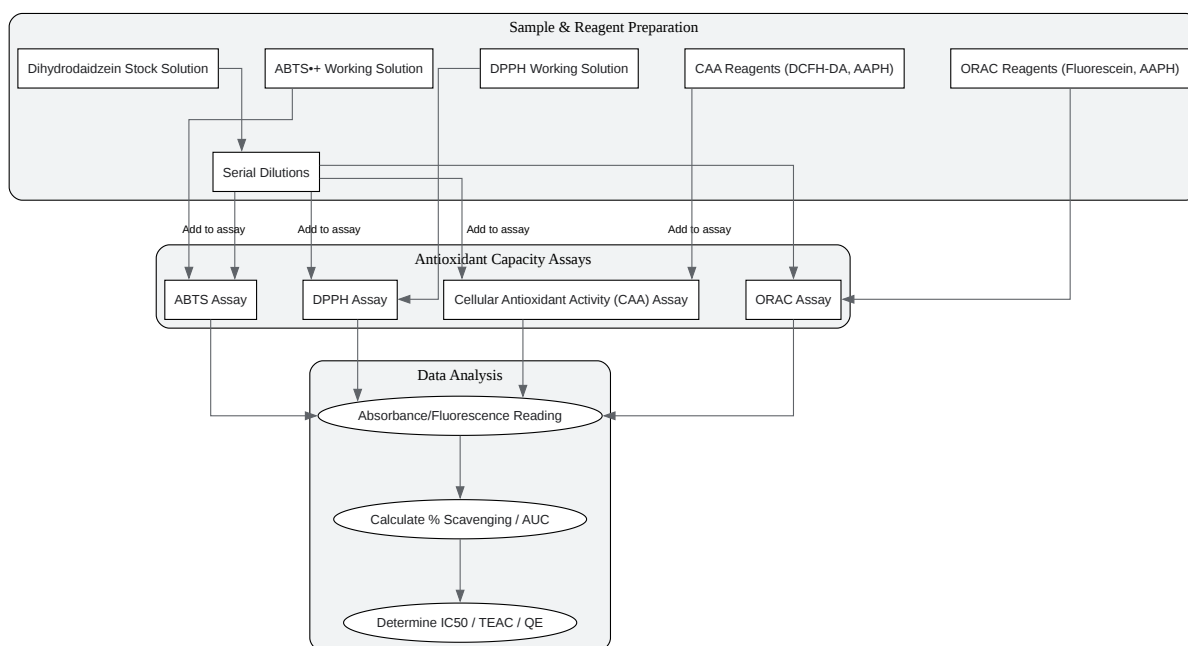 Sample & Reagent Preparation
Dihydrodaidzein Stock Solution
ABTS•+ Working Solution
DPPH Working Solution
CAA Reagents (DCFH-DA, AAPH)
ORAC Reagents (Fluorescein, AAPH)
Serial Dilutions
Add to assay
Add to assay
Add to assay
Add to assay
Antioxidant Capacity Assays
ABTS Assay
DPPH Assay
Cellular Antioxidant Activity (CAA) Assay
ORAC Assay
Data Analysis
Absorbance/Fluorescence Reading
Calculate % Scavenging / AUC
Determine IC50 / TEAC / QE